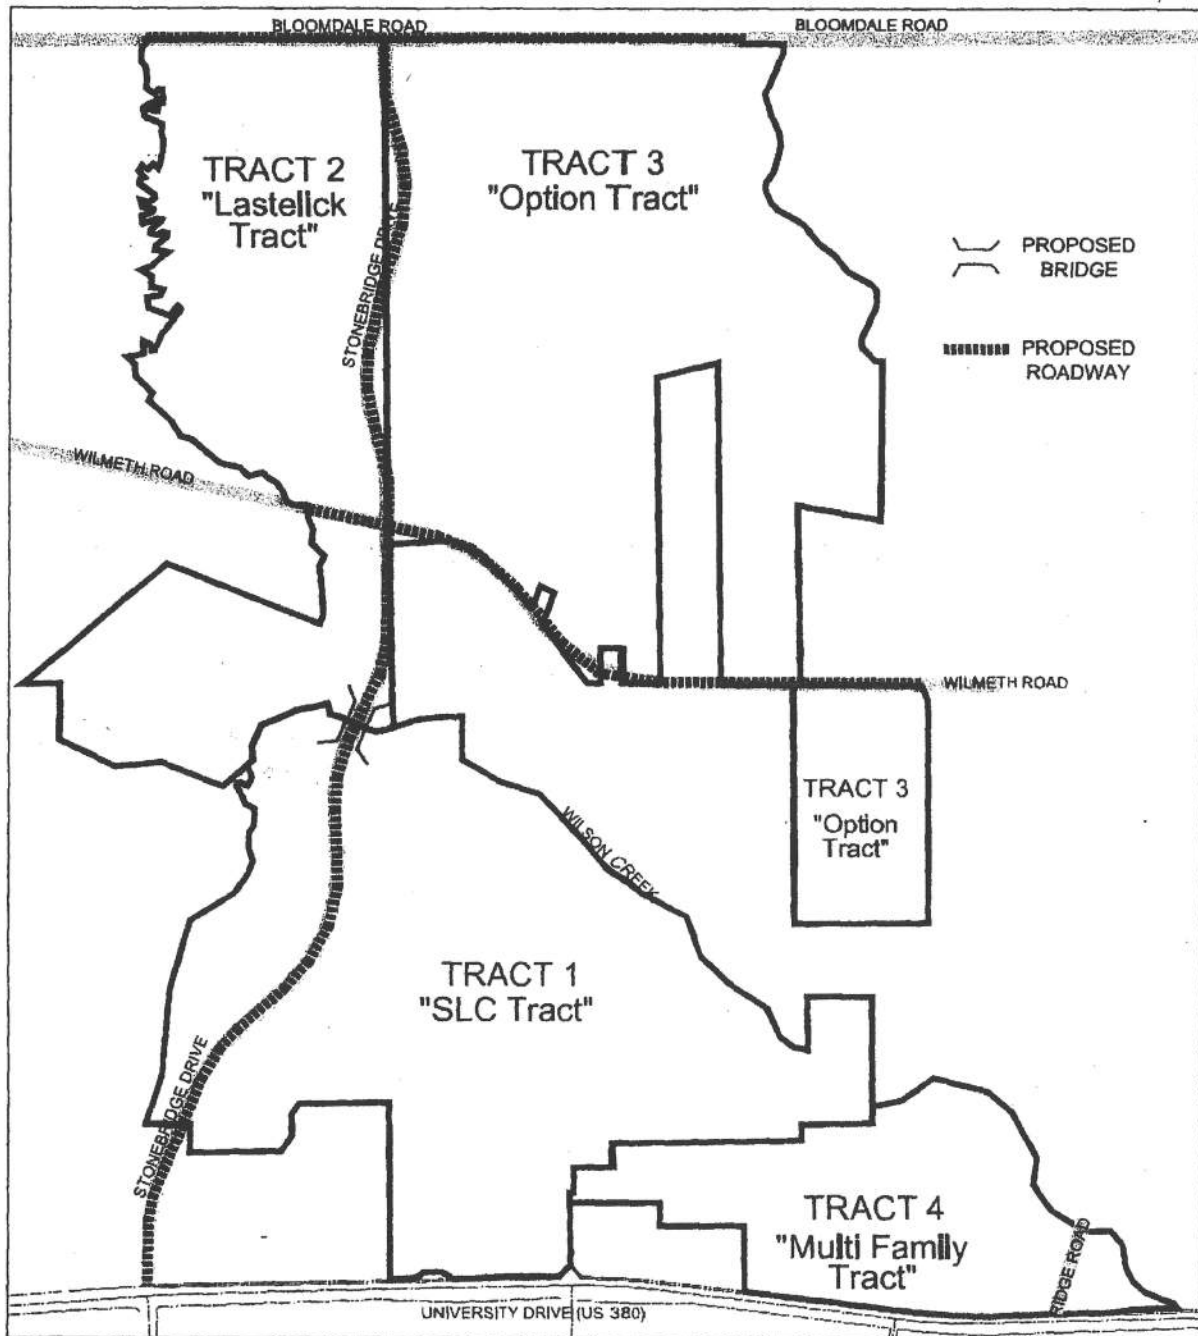 BLOOMDALE ROAD
BLOOMDALE ROAD
TRACT 2
"Lastelick
Tract"
TRACT 3
"Option Tract"
STONEBRIDGE DRIVE
PROPOSED
BRIDGE
PROPOSED
ROADWAY
WILMETH ROAD
WILMETH ROAD
TRACT 3
"Option
Tract"
WILSON CREEK
TRACT 1
"SLC Tract"
STONEBRIDGE DRIVE
TRACT 4
"Multi Family
Tract"
RIDGE ROAD
UNIVERSITY DRIVE (US 380)